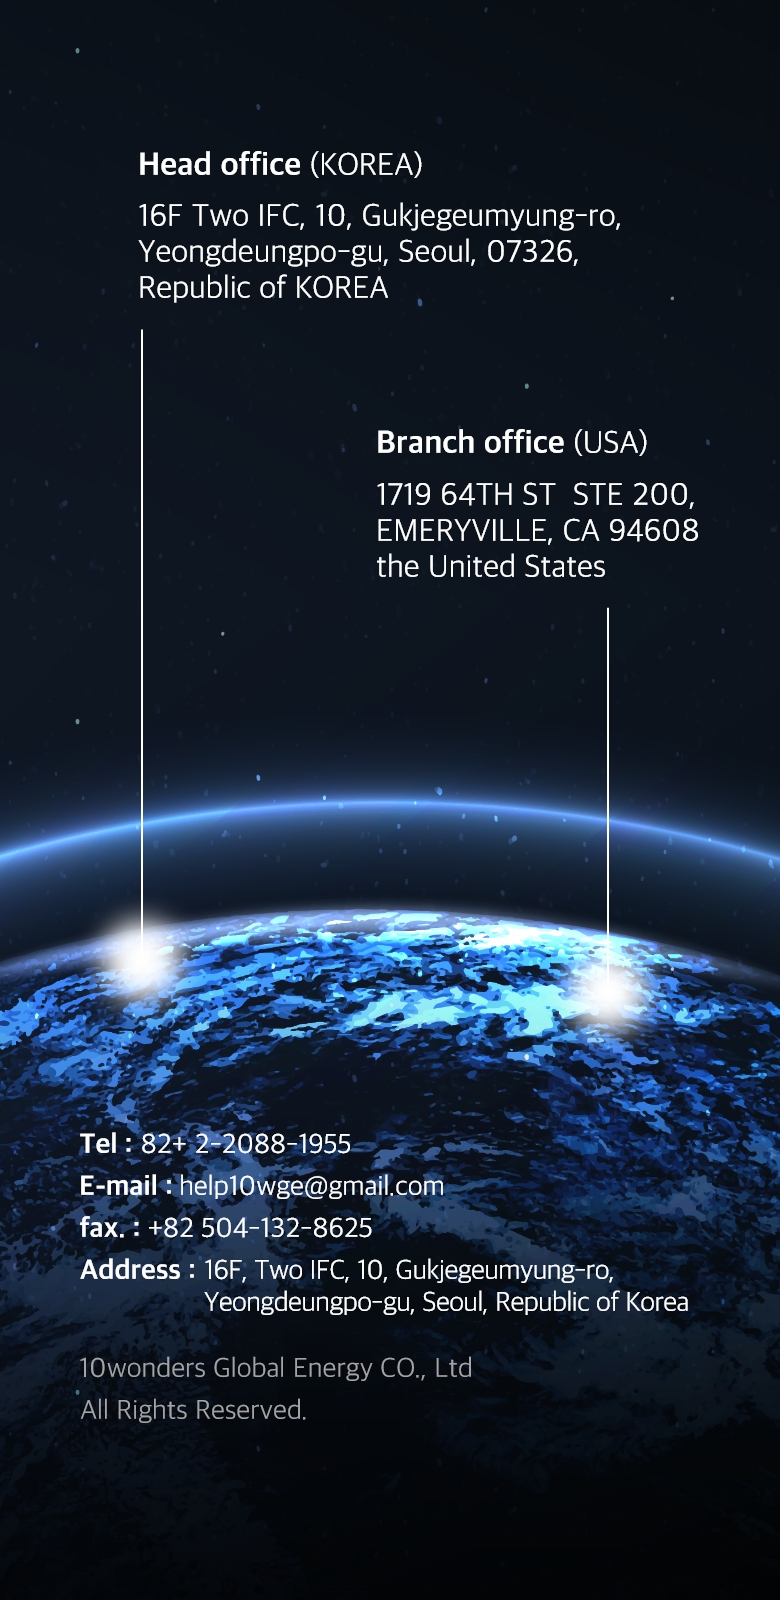 Head office (KOREA)
16F Two IFC, 10, Gukjegeumyung-ro,
Yeongdeungpo-gu, Seoul, 07326,
Republic of KOREA
Branch office (USA)
1719 64TH ST  STE 200,
EMERYVILLE, CA 94608
the United States
Tel : 82+ 2-2088-1955
E-mail : help10wge@gmail.com
fax. : +82 504-132-8625
Address : 16F, Two IFC, 10, Gukjegeumyung-ro,
Yeongdeungpo-gu, Seoul, Republic of Korea
10wonders Global Energy CO., Ltd
All Rights Reserved.